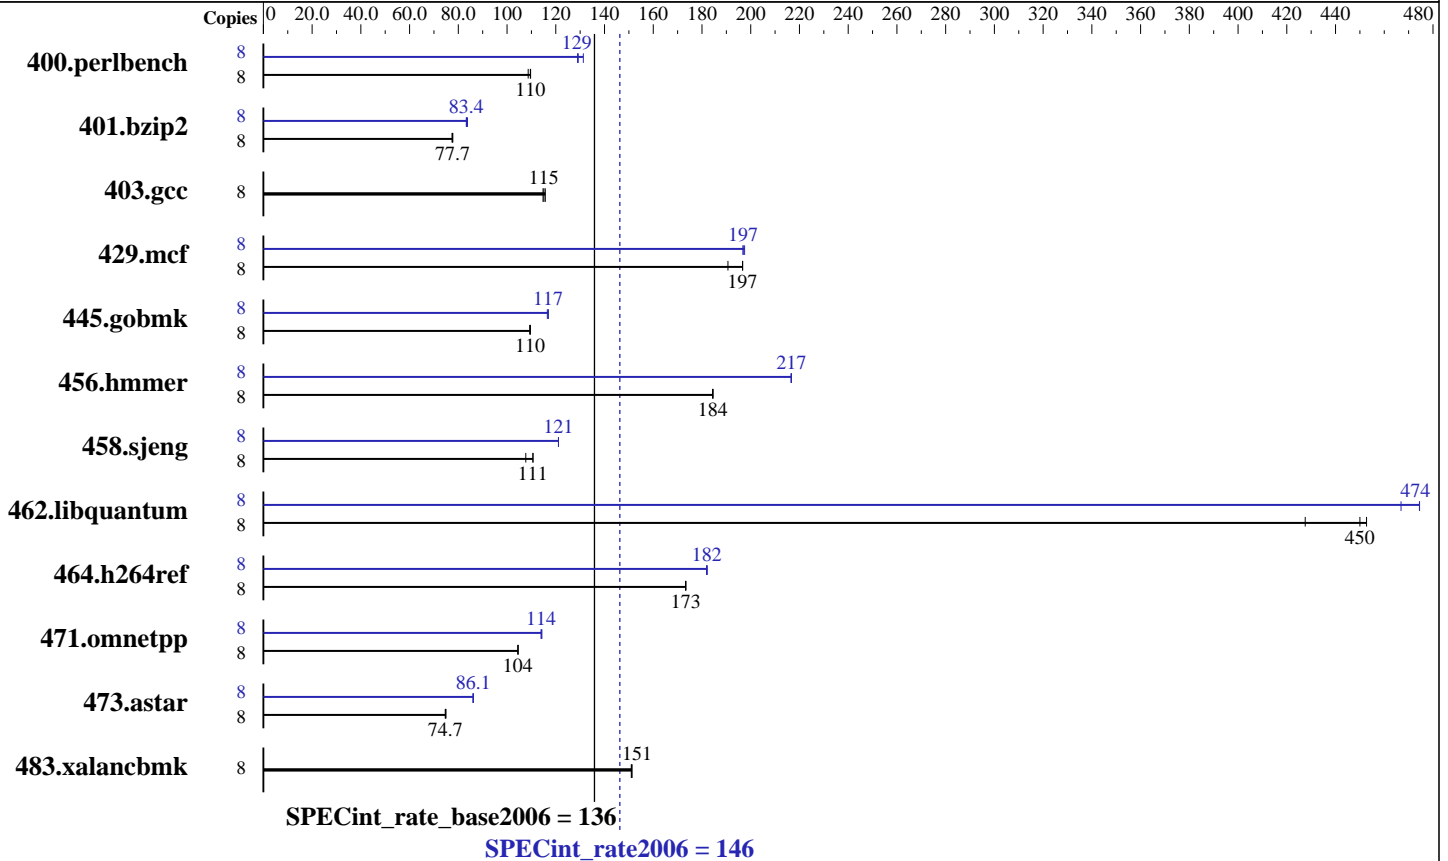 Copies 0 20.0 40.0 60.0 80.0 100 120 140 160 180 200 220 240 260 280 300 320 340 360 380 400 420 440 480
400.perlbench 8 129
8 110
401.bzip2 8 83.4
8 77.7
403.gcc 8 115
429.mcf 8 197
8 197
445.gobmk 8 117
8 110
456.hmmer 8 217
8 184
458.sjeng 8 121
8 111
462.libquantum 8 474
8 450
464.h264ref 8 182
8 173
471.omnetpp 8 114
8 104
473.astar 8 86.1
8 74.7
483.xalancbmk 8 151
SPECint_rate_base2006 = 136
SPECint_rate2006 = 146